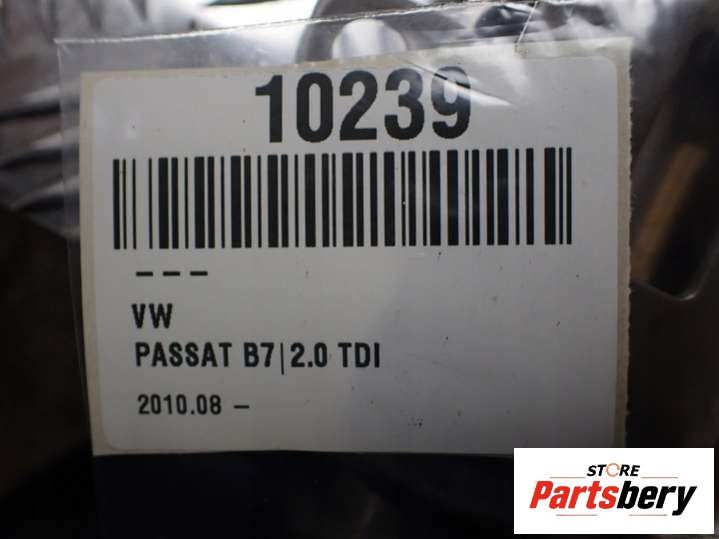 10239
– – –
VW
PASSAT B7|2.0 TDI
2010.08 –
STORE
Partsbery